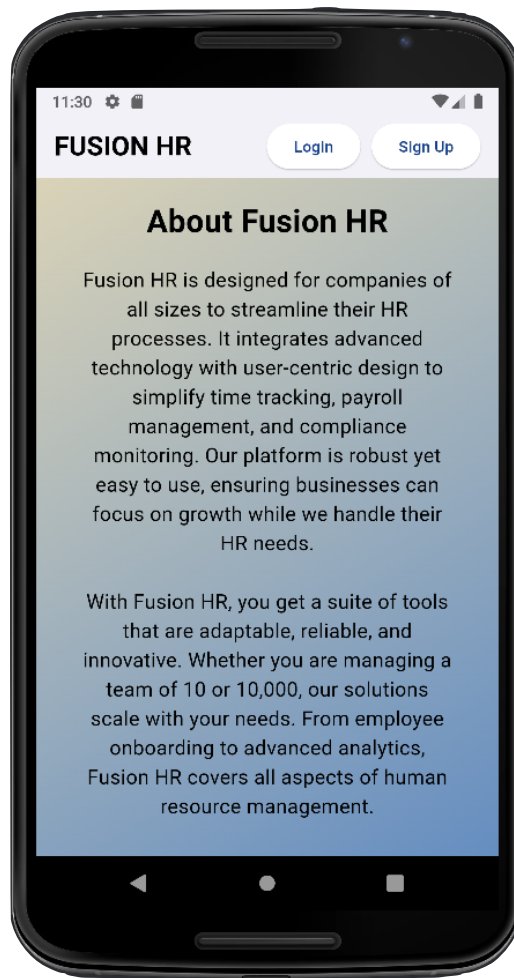 11:30
FUSION HR
Login
Sign Up
About Fusion HR
Fusion HR is designed for companies of
all sizes to streamline their HR
processes. It integrates advanced
technology with user-centric design to
simplify time tracking, payroll
management, and compliance
monitoring. Our platform is robust yet
easy to use, ensuring businesses can
focus on growth while we handle their
HR needs.
With Fusion HR, you get a suite of tools
that are adaptable, reliable, and
innovative. Whether you are managing a
team of 10 or 10,000, our solutions
scale with your needs. From employee
onboarding to advanced analytics,
Fusion HR covers all aspects of human
resource management.